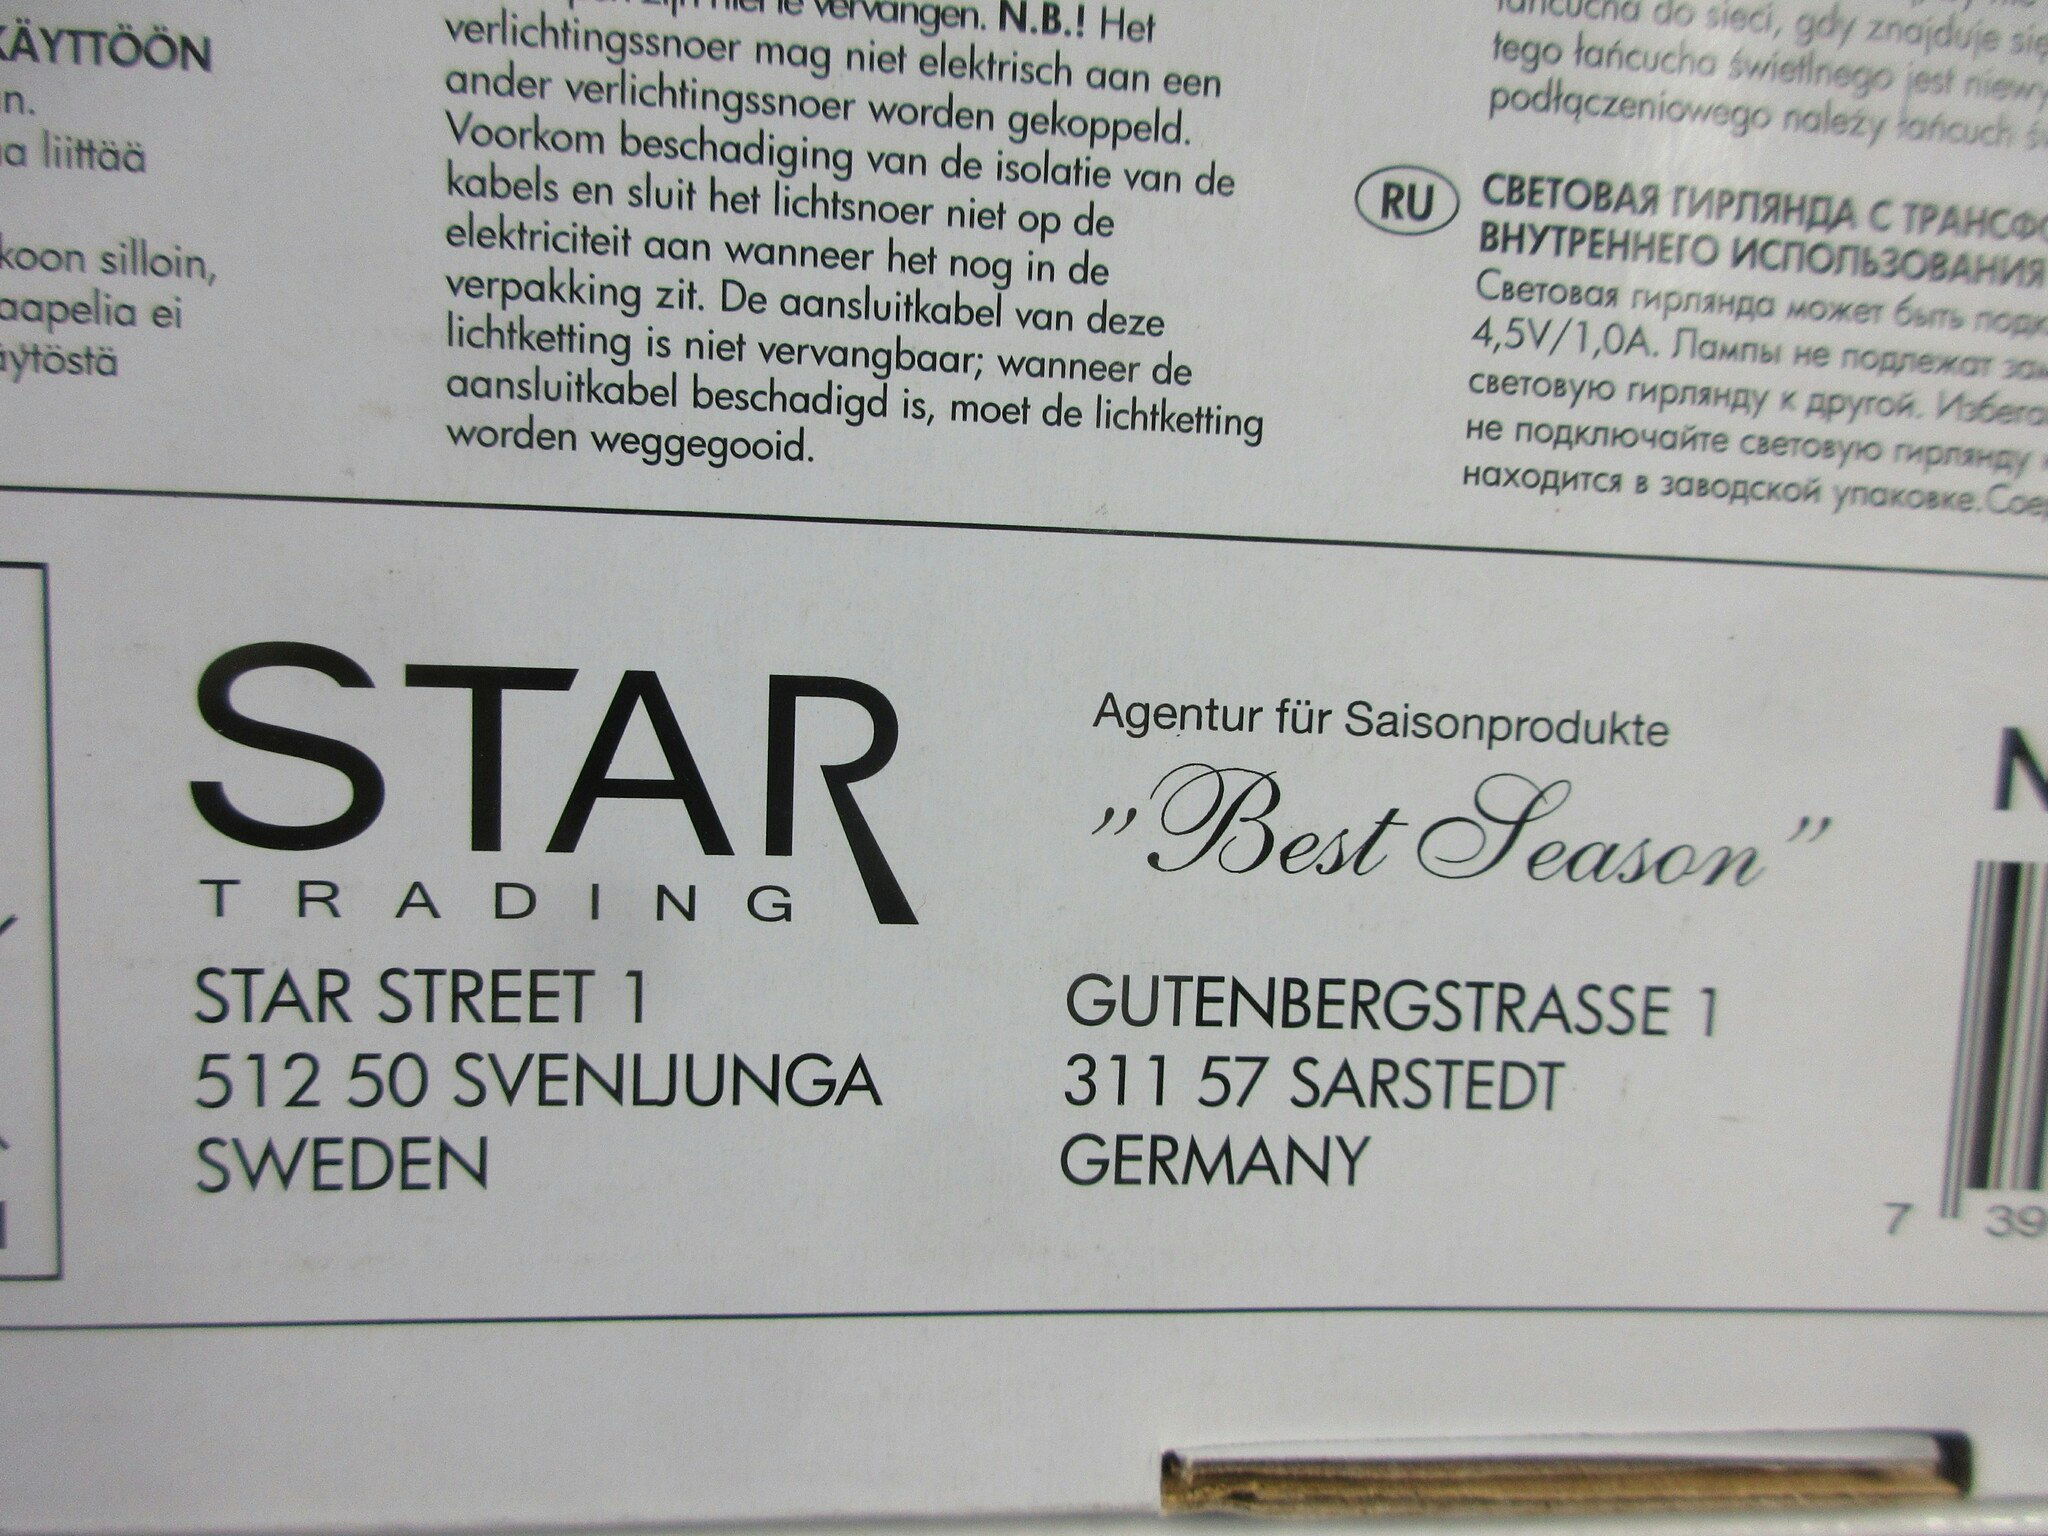 KÄYTTÖÖN
liittää
silloin,
ei
vervangen. N.B.! Het
verlichtingssnoer mag niet elektrisch aan een
ander verlichtingssnoer worden gekoppeld.
Voorkom beschadiging van de isolatie van de
kabels en sluit het lichtsnoer niet op de
elektriciteit aan wanneer het nog in de
verpakking zit. De aansluitkabel van deze
lichtketting is niet vervangbaar; wanneer de
aansluitkabel beschadigd is, moet de lichtketting
worden weggegooid.
łańcucha do sieci, gdy znajduje się
tego łańcucha świetlnego jest
podłączeniowego należy łańcuch
RU
СВЕТОВАЯ ГИРЛЯНДА С
ВНУТРЕННЕГО ИСПОЛЬЗОВАНИЯ
Световая гирлянда может быть
4,5V/1,0A. Лампы не подлежат
световую гирлянду к другой.
не подключайте световую гирлянду
находится в заводской упаковке.
STAR
TRADING
STAR STREET 1
512 50 SVENLJUNGA
SWEDEN
Agentur für Saisonprodukte
"Best Season"
GUTENBERGSTRASSE 1
311 57 SARSTEDT
GERMANY
7 39